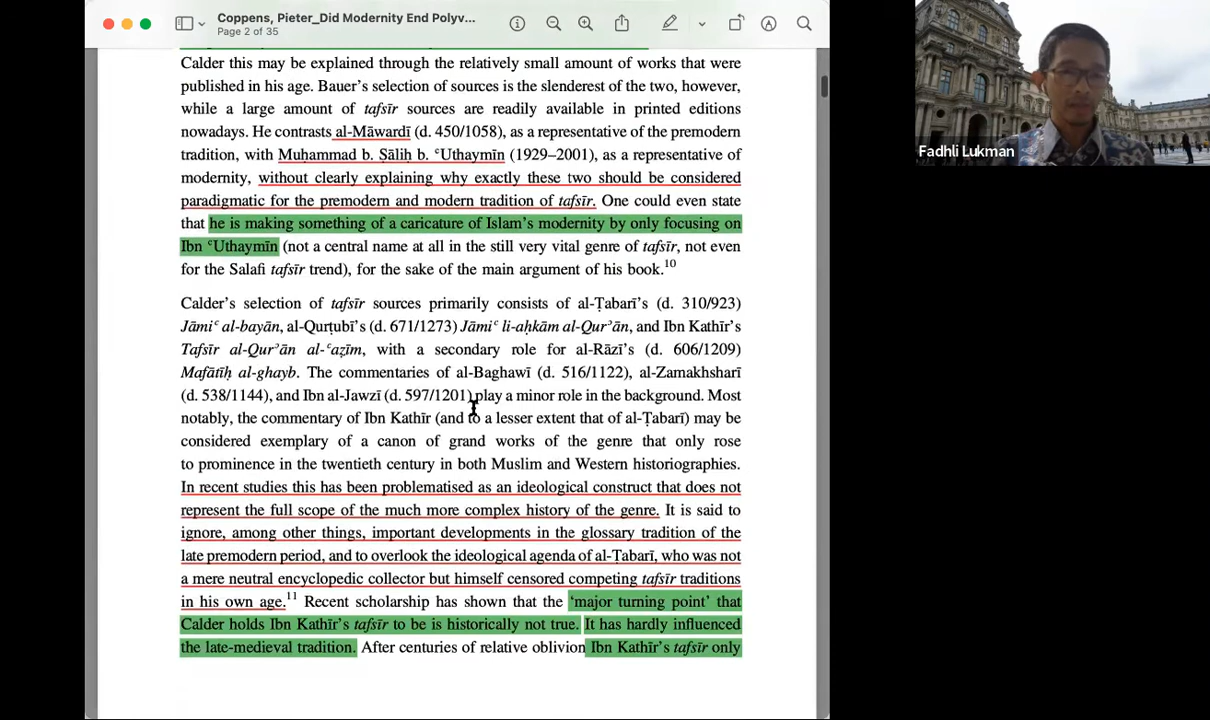 Coppens, Pieter_Did Modernity End Polyv...
Page 2 of 35
Calder this may be explained through the relatively small amount of works that were
published in his age. Bauer's selection of sources is the slenderest of the two, however,
while a large amount of tafsīr sources are readily available in printed editions
nowadays. He contrasts al-Māwardī (d. 450/1058), as a representative of the premodern
tradition, with Muḥammad b. Ṣāliḥ b. ʿUthaymīn (1929–2001), as a representative of
modernity, without clearly explaining why exactly these two should be considered
paradigmatic for the premodern and modern tradition of tafsīr. One could even state
that he is making something of a caricature of Islam's modernity by only focusing on
Ibn ʿUthaymīn (not a central name at all in the still very vital genre of tafsīr, not even
for the Salafi tafsīr trend), for the sake of the main argument of his book.10
Calder's selection of tafsīr sources primarily consists of al-Ṭabarī's (d. 310/923)
Jāmiʿ al-bayān, al-Qurṭubī's (d. 671/1273) Jāmiʿ li-aḥkām al-Qurʾān, and Ibn Kathīr's
Tafsīr al-Qurʾān al-ʿaẓīm, with a secondary role for al-Rāzī's (d. 606/1209)
Mafātīḥ al-ghayb. The commentaries of al-Baghawī (d. 516/1122), al-Zamakhsharī
(d. 538/1144), and Ibn al-Jawzī (d. 597/1201) play a minor role in the background. Most
notably, the commentary of Ibn Kathīr (and to a lesser extent that of al-Ṭabarī) may be
considered exemplary of a canon of grand works of the genre that only rose
to prominence in the twentieth century in both Muslim and Western historiographies.
In recent studies this has been problematised as an ideological construct that does not
represent the full scope of the much more complex history of the genre. It is said to
ignore, among other things, important developments in the glossary tradition of the
late premodern period, and to overlook the ideological agenda of al-Ṭabarī, who was not
a mere neutral encyclopedic collector but himself censored competing tafsīr traditions
in his own age.11 Recent scholarship has shown that the 'major turning point' that
Calder holds Ibn Kathīr's tafsīr to be is historically not true. It has hardly influenced
the late-medieval tradition. After centuries of relative oblivion Ibn Kathīr's tafsīr only
Fadhli Lukman